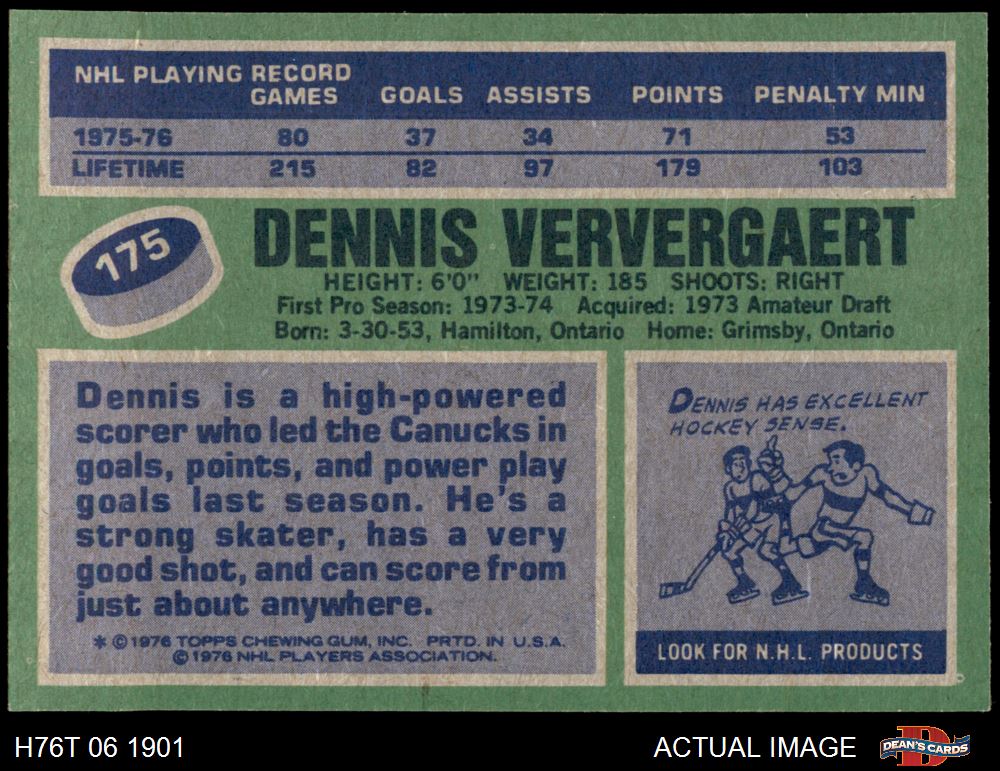 NHL PLAYING RECORD
GAMES GOALS ASSISTS POINTS PENALTY MIN
1975-76 80 37 34 71 53
LIFETIME 215 82 97 179 103
175
DENNIS VERVERGAERT
HEIGHT: 6'0" WEIGHT: 185 SHOOTS: RIGHT
First Pro Season: 1973-74 Acquired: 1973 Amateur Draft
Born: 3-30-53, Hamilton, Ontario Home: Grimsby, Ontario
Dennis is a high-powered
scorer who led the Canucks in
goals, points, and power play
goals last season. He's a
strong skater, has a very
good shot, and can score from
just about anywhere.
* © 1976 TOPPS CHEWING GUM, INC. PRTD. IN U.S.A.
© 1976 NHL PLAYERS ASSOCIATION.
DENNIS HAS EXCELLENT
HOCKEY SENSE.
LOOK FOR N.H.L. PRODUCTS
H76T 06 1901
ACTUAL IMAGE
DEAN'S CARDS